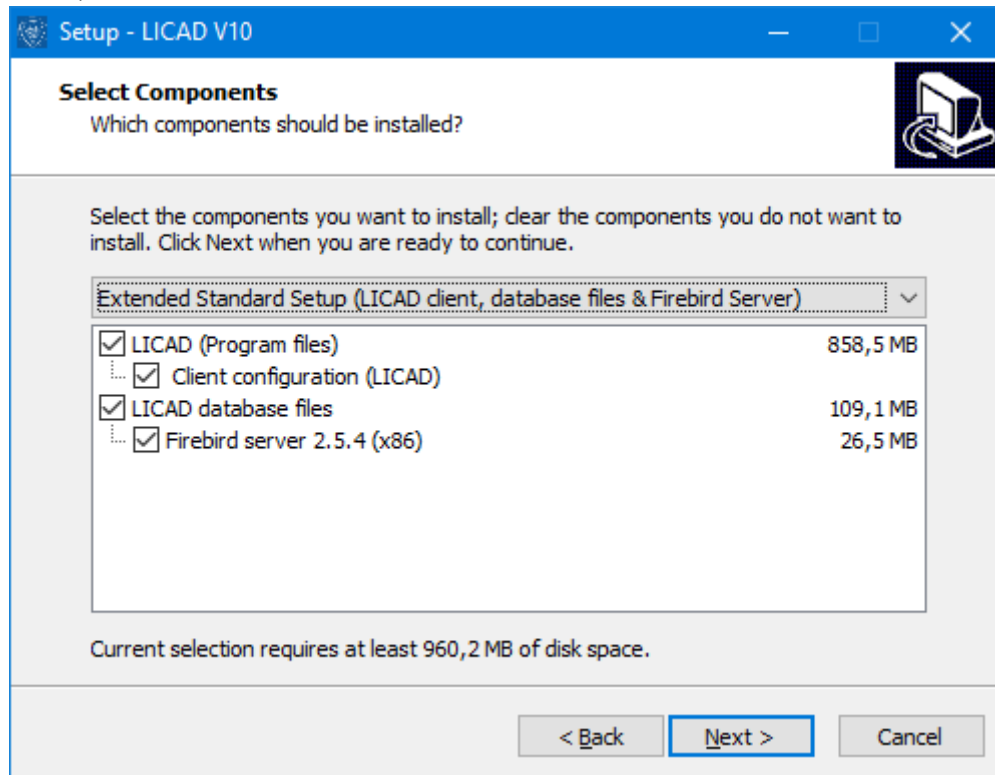 Setup - LICAD V10
Select Components
Which components should be installed?
Select the components you want to install; clear the components you do not want to
install. Click Next when you are ready to continue.
Extended Standard Setup (LICAD client, database files & Firebird Server)
LICAD (Program files) 858,5 MB
Client configuration (LICAD)
LICAD database files 109,1 MB
Firebird server 2.5.4 (x86) 26,5 MB
Current selection requires at least 960,2 MB of disk space.
< Back Next > Cancel